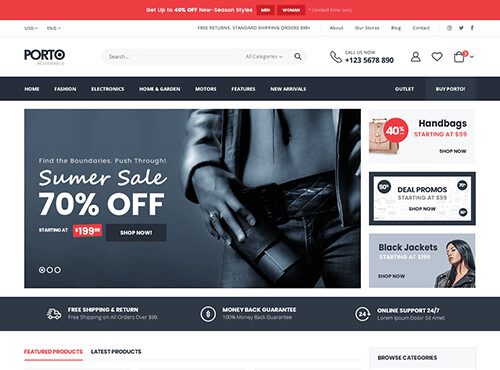 Get Up to 40% OFF New-Season Styles MEN WOMAN * Limited time only.
USD ENG FREE RETURNS. STANDARD SHIPPING ORDERS $99+ About Our Stores Blog Contact
PORTO
eCommerce
Search... All Categories
CALL US NOW
+123 5678 890
HOME FASHION ELECTRONICS HOME & GARDEN MOTORS FEATURES NEW ARRIVALS OUTLET BUY PORTO!
Find the Boundaries. Push Through!
Sumer Sale
70% OFF
STARTING AT $199 SHOP NOW!
40%
Handbags
STARTING AT $99
SHOP NOW
50%
DEAL PROMOS
STARTING AT $99
SHOP NOW
Black Jackets
STARTING AT $199
SHOP NOW
FREE SHIPPING & RETURN
Free Shipping on All Orders Over $99.
MONEY BACK GUARANTEE
100% Money Back Guarantee
24
ONLINE SUPPORT 24/7
Lorem Ipsum Dolor Sit Amet.
FEATURED PRODUCTS LATEST PRODUCTS
BROWSE CATEGORIES